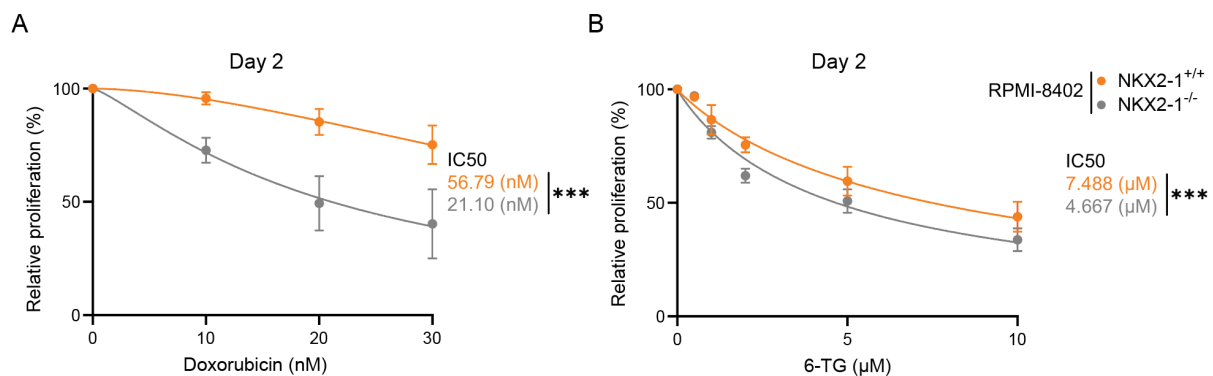 A
Day 2
Relative proliferation (%)
100
50
0
0 10 20 30
Doxorubicin (nM)
IC50
56.79 (nM)
21.10 (nM)
***
B
Day 2
Relative proliferation (%)
100
50
0
0 5 10
6-TG (µM)
RPMI-8402
NKX2-1+/+
NKX2-1-/-
IC50
7.488 (µM)
4.667 (µM)
***